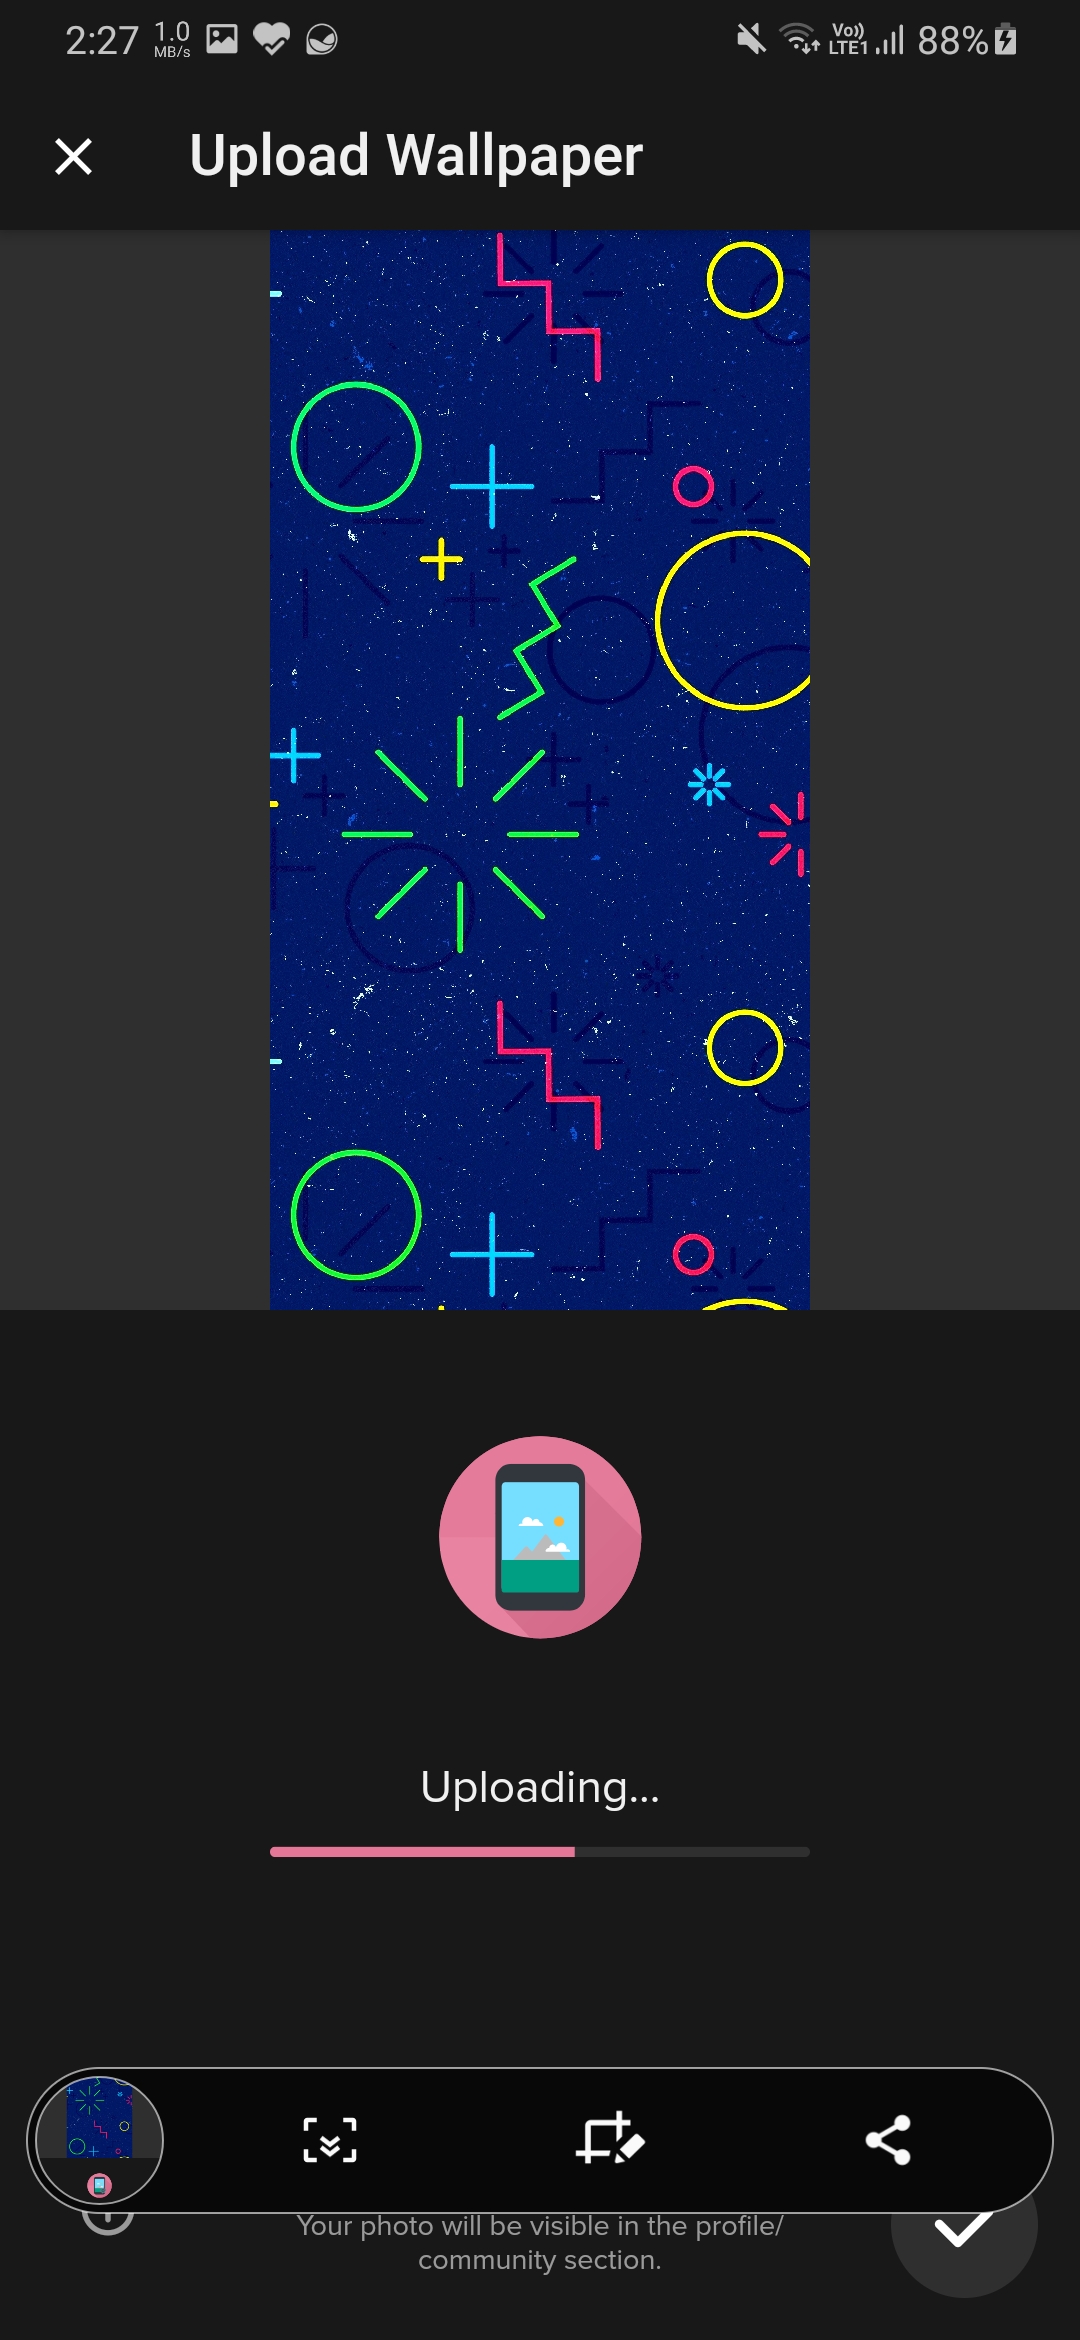 2:27 1.0 MB/s Vo)) LTE1 88%
Upload Wallpaper
Uploading...
Your photo will be visible in the profile/
community section.